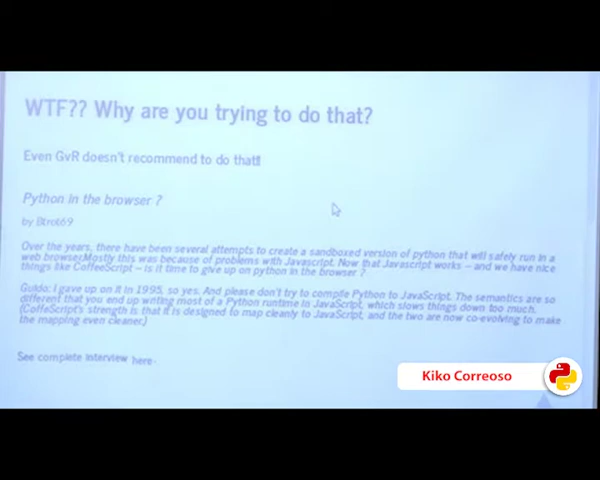 WTF?? Why are you trying to do that?
Even GvR doesn't recommend to do that!!
Python in the browser ?
by Btrot69
Over the years, there have been several attempts to create a sandboxed version of python that will safely run in a
web browser.Mostly this was because of problems with Javascript. Now that Javascript works -- and we have nice
things like CoffeeScript -- is it time to give up on python in the browser ?
Guido: I gave up on it in 1995, so yes. And please don't try to compile Python to JavaScript. The semantics are so
different that you end up writing most of a Python runtime in JavaScript, which slows things down too much.
(CoffeScript's strength is that it is designed to map cleanly to JavaScript, and the two are now co-evolving to make
the mapping even cleaner.)
See complete interview here.
Kiko Correoso